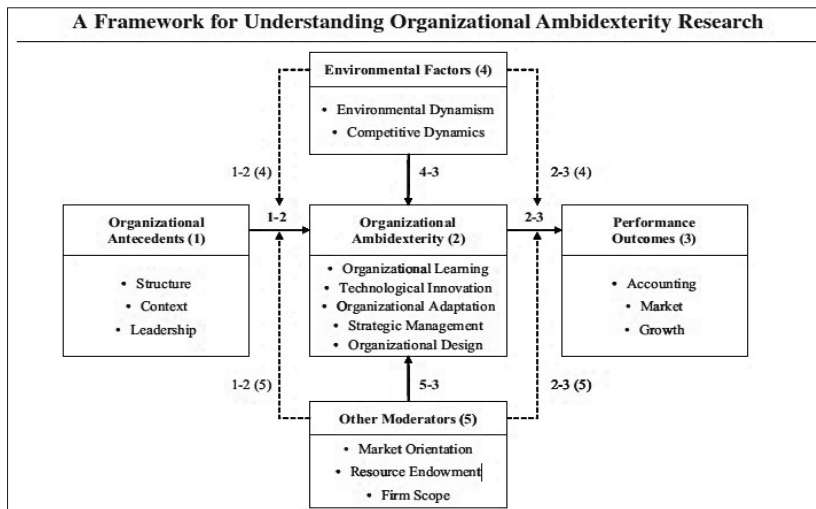 A Framework for Understanding Organizational Ambidexterity Research
Environmental Factors (4)
• Environmental Dynamism
• Competitive Dynamics
1-2 (4)
4-3
2-3 (4)
Organizational
Antecedents (1)
• Structure
• Context
• Leadership
1-2
Organizational
Ambidexterity (2)
• Organizational Learning
• Technological Innovation
• Organizational Adaptation
• Strategic Management
• Organizational Design
2-3
Performance
Outcomes (3)
• Accounting
• Market
• Growth
1-2 (5)
5-3
2-3 (5)
Other Moderators (5)
• Market Orientation
• Resource Endowment
• Firm Scope